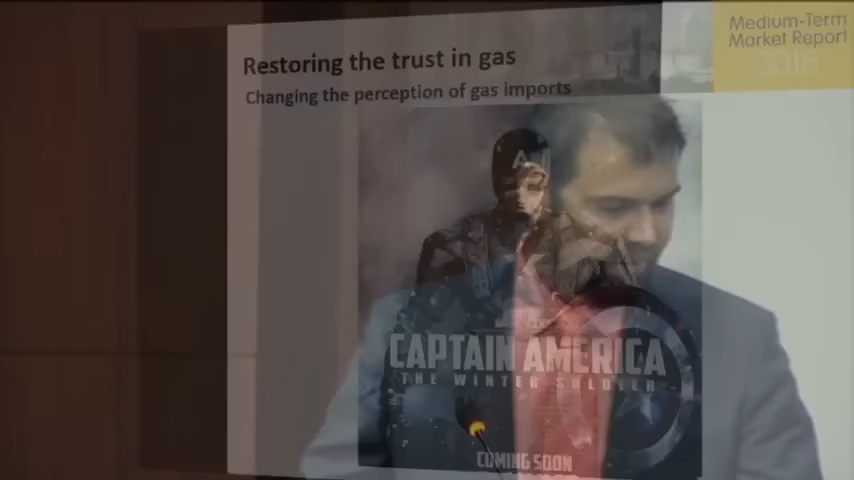 Restoring the trust in gas
Changing the perception of gas imports
Medium-Term
Market Report
2015
CAPTAIN AMERICA
THE WINTER SOLDIER
COMING SOON